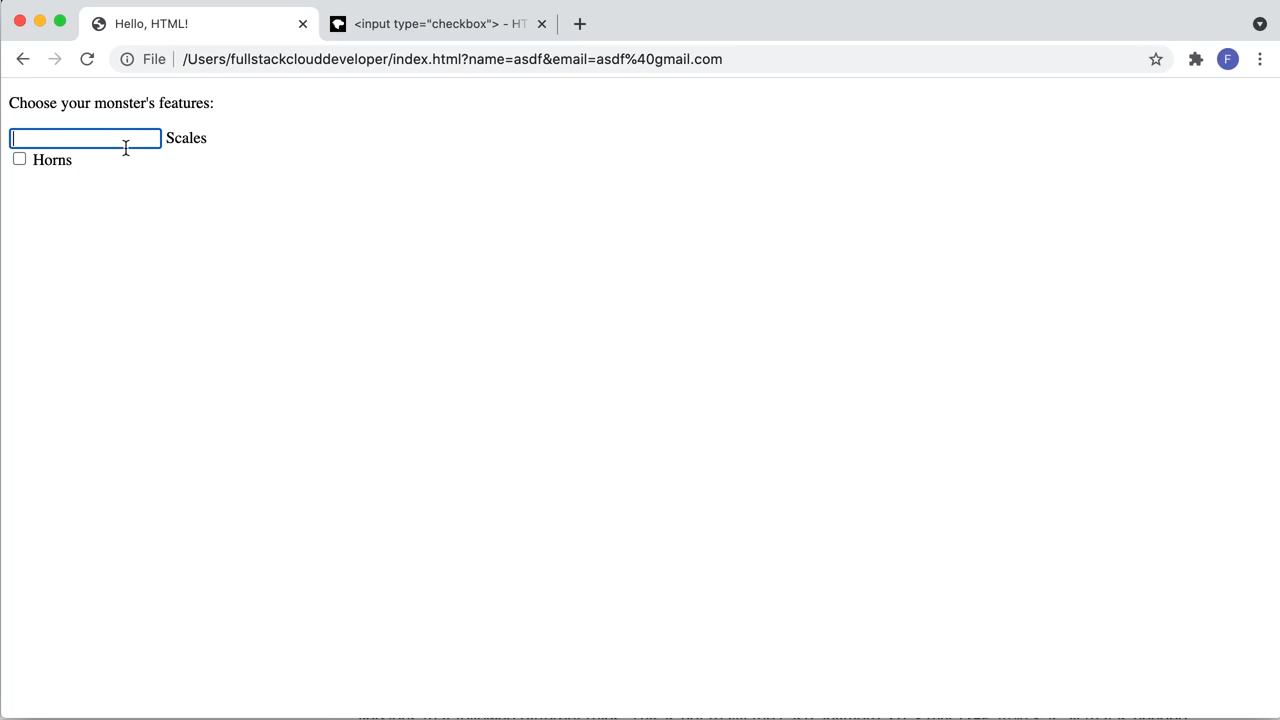 Hello, HTML!
<input type="checkbox"> - HT
File
/Users/fullstackclouddeveloper/index.html?name=asdf&email=asdf%40gmail.com
F
Choose your monster's features:
Scales
Horns